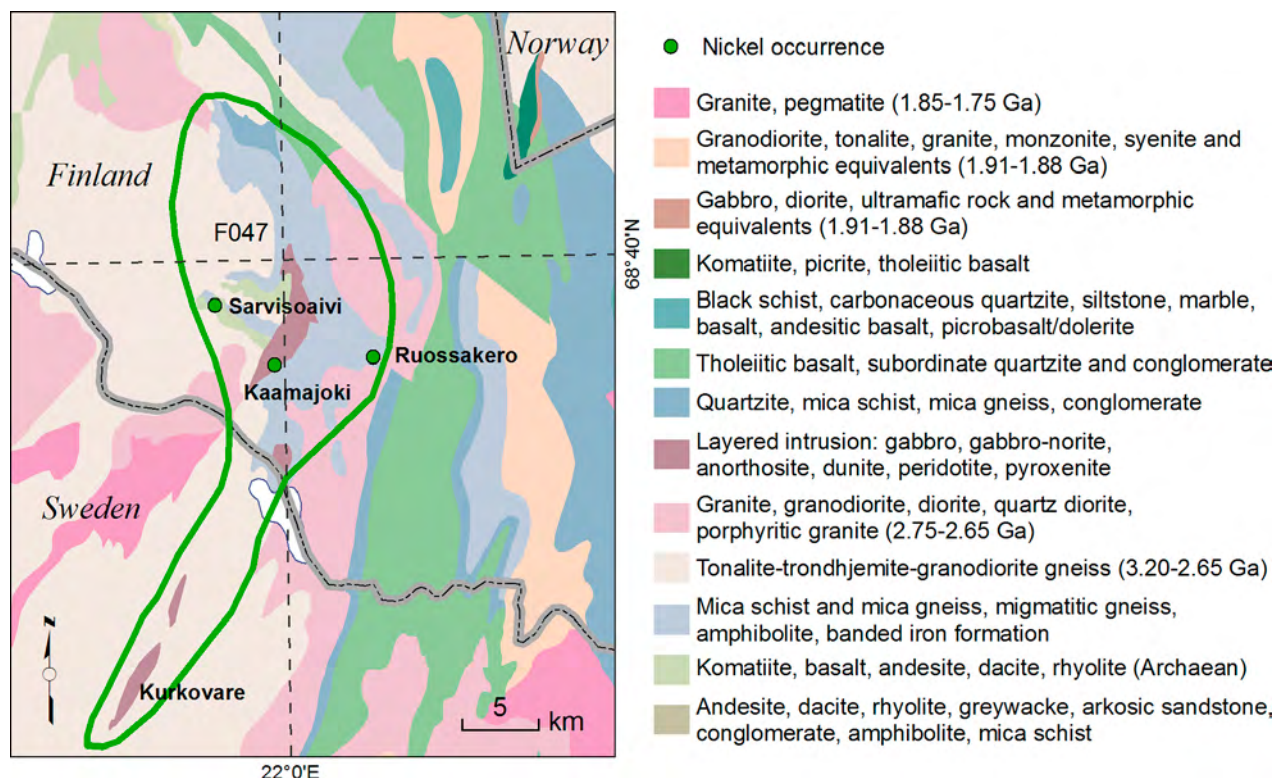 Norway
Finland
F047
68°40'N
Sarvisoaivi
Ruossakero
Kaamajoki
Sweden
N
Kurkovare
5
km
22°0'E
Nickel occurrence
Granite, pegmatite (1.85-1.75 Ga)
Granodiorite, tonalite, granite, monzonite, syenite and
metamorphic equivalents (1.91-1.88 Ga)
Gabbro, diorite, ultramafic rock and metamorphic
equivalents (1.91-1.88 Ga)
Komatiite, picrite, tholeiitic basalt
Black schist, carbonaceous quartzite, siltstone, marble,
basalt, andesitic basalt, picrobasalt/dolerite
Tholeiitic basalt, subordinate quartzite and conglomerate
Quartzite, mica schist, mica gneiss, conglomerate
Layered intrusion: gabbro, gabbro-norite,
anorthosite, dunite, peridotite, pyroxenite
Granite, granodiorite, diorite, quartz diorite,
porphyritic granite (2.75-2.65 Ga)
Tonalite-trondhjemite-granodiorite gneiss (3.20-2.65 Ga)
Mica schist and mica gneiss, migmatitic gneiss,
amphibolite, banded iron formation
Komatiite, basalt, andesite, dacite, rhyolite (Archaean)
Andesite, dacite, rhyolite, greywacke, arkosic sandstone,
conglomerate, amphibolite, mica schist